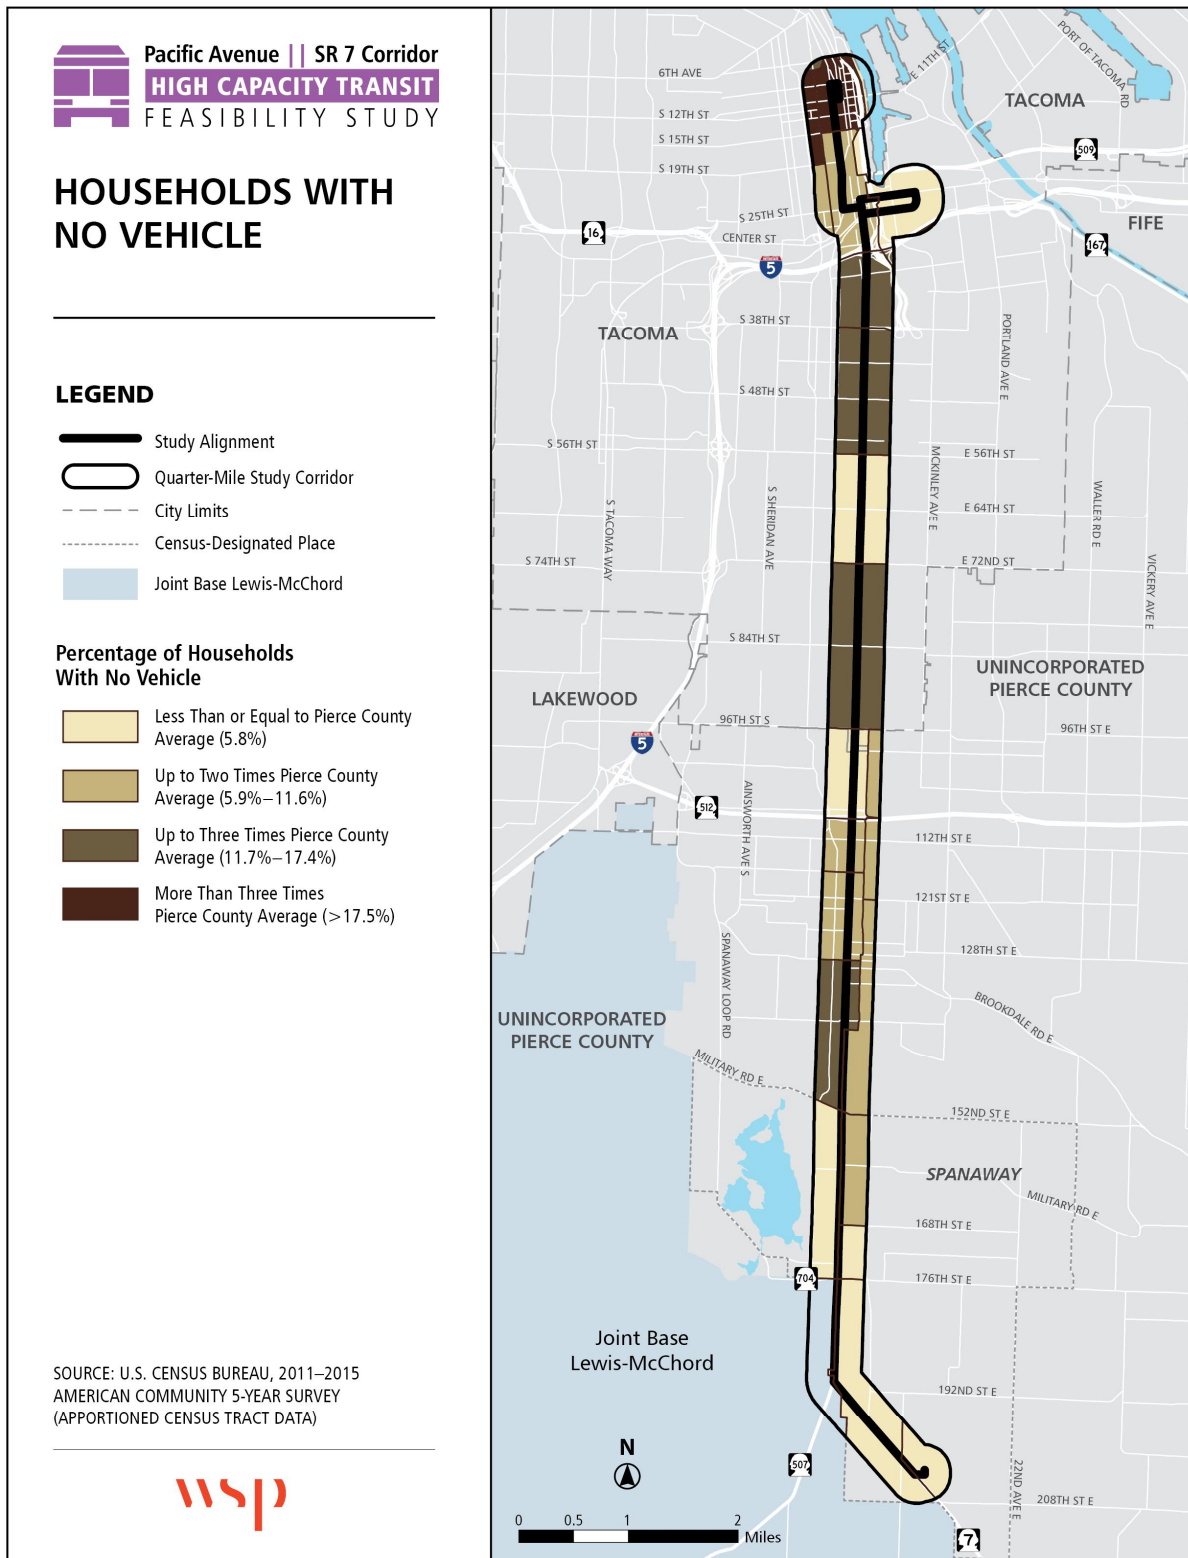 Pacific Avenue || SR 7 Corridor
HIGH CAPACITY TRANSIT
FEASIBILITY STUDY
HOUSEHOLDS WITH
NO VEHICLE
LEGEND
Study Alignment
Quarter-Mile Study Corridor
City Limits
Census-Designated Place
Joint Base Lewis-McChord
Percentage of Households
With No Vehicle
Less Than or Equal to Pierce County
Average (5.8%)
Up to Two Times Pierce County
Average (5.9%–11.6%)
Up to Three Times Pierce County
Average (11.7%–17.4%)
More Than Three Times
Pierce County Average (>17.5%)
SOURCE: U.S. CENSUS BUREAU, 2011–2015
AMERICAN COMMUNITY 5-YEAR SURVEY
(APPORTIONED CENSUS TRACT DATA)
wsp
6TH AVE
E 11TH ST
PORT OF TACOMA RD
TACOMA
S 12TH ST
S 15TH ST
509
S 19TH ST
S 25TH ST
FIFE
16
CENTER ST
167
5
S 38TH ST
TACOMA
PORTLAND AVE E
S 48TH ST
S 56TH ST
E 56TH ST
MCKINLEY AVE E
S SHERIDAN AVE
S TACOMA WAY
WALLER RD E
E 64TH ST
S 74TH ST
E 72ND ST
VICKERY AVE E
S 84TH ST
UNINCORPORATED
PIERCE COUNTY
LAKEWOOD
96TH ST S
96TH ST E
5
512
AINSWORTH AVE S
112TH ST E
121ST ST E
SPANAWAY LOOP RD
128TH ST E
UNINCORPORATED
PIERCE COUNTY
BROOKDALE RD E
MILITARY RD E
152ND ST E
SPANAWAY
MILITARY RD E
168TH ST E
704
176TH ST E
Joint Base
Lewis-McChord
192ND ST E
N
507
22ND AVE E
208TH ST E
0 0.5 1 2
Miles
7